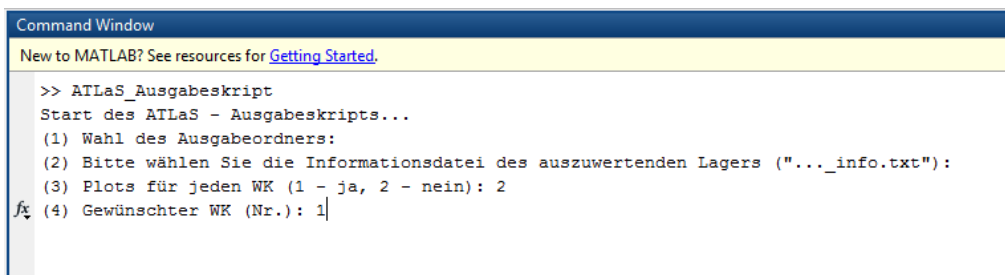 Command Window
New to MATLAB? See resources for Getting Started.
>> ATLaS_Ausgabeskript
Start des ATLaS - Ausgabeskripts...
(1) Wahl des Ausgabeordners:
(2) Bitte wählen Sie die Informationsdatei des auszuwertenden Lagers ("..._info.txt"):
(3) Plots für jeden WK (1 - ja, 2 - nein): 2
fx (4) Gewünschter WK (Nr.): 1